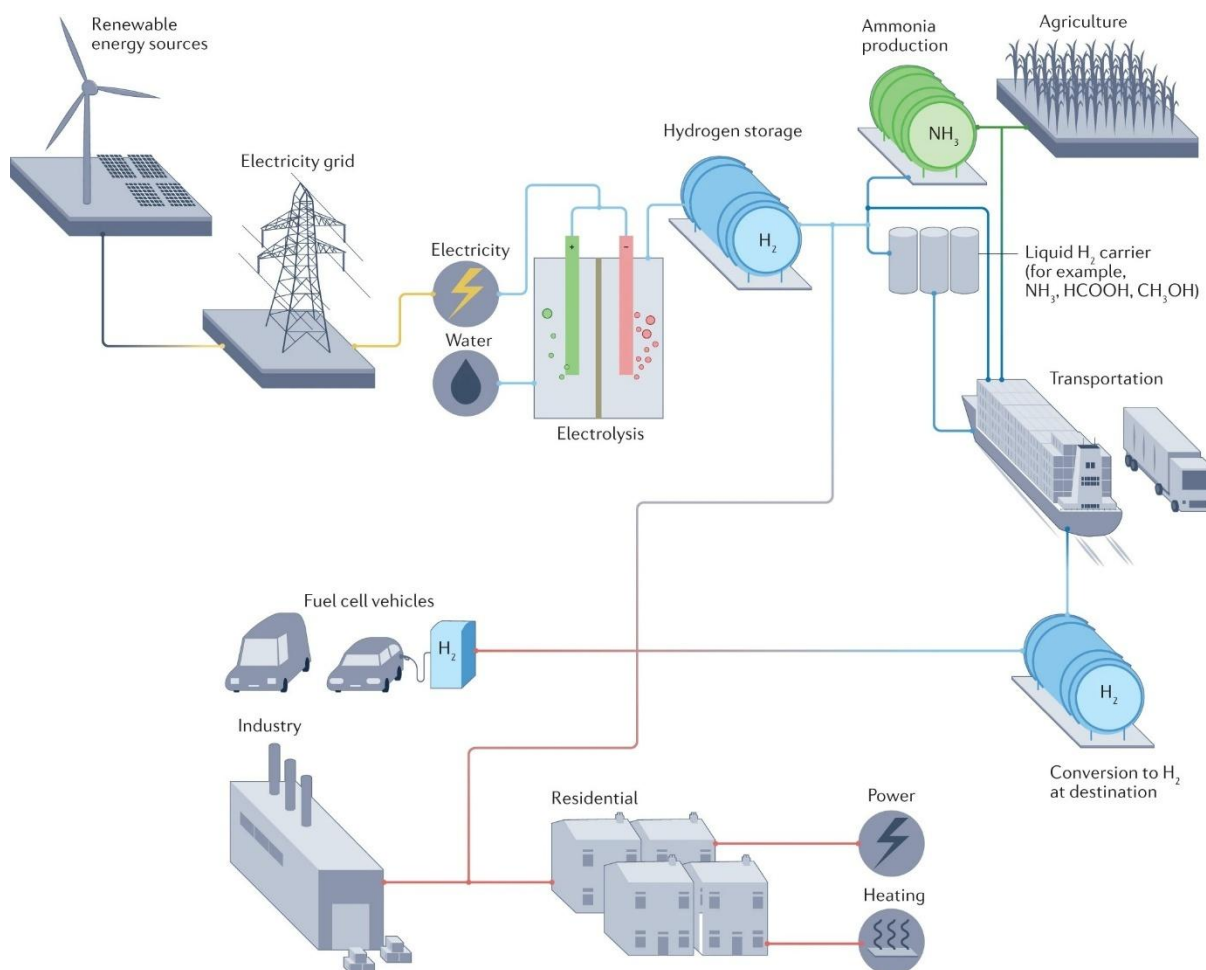 Renewable
energy sources
Electricity grid
Electricity
Water
+
−
Electrolysis
Hydrogen storage
H₂
Ammonia
production
NH₃
Agriculture
Liquid H₂ carrier
(for example,
NH₃, HCOOH, CH₃OH)
Transportation
Fuel cell vehicles
H₂
H₂
Conversion to H₂
at destination
Industry
Residential
Power
Heating